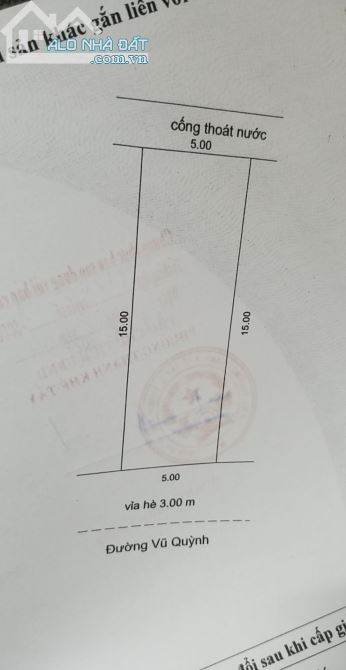 sản khác gắn liền với
ALO NHÀ ĐẤT
.com.vn
cống thoát nước
5.00
15.00
15.00
5.00
vỉa hè 3.00 m
Đường Vũ Quỳnh
đổi sau khi cấp gi